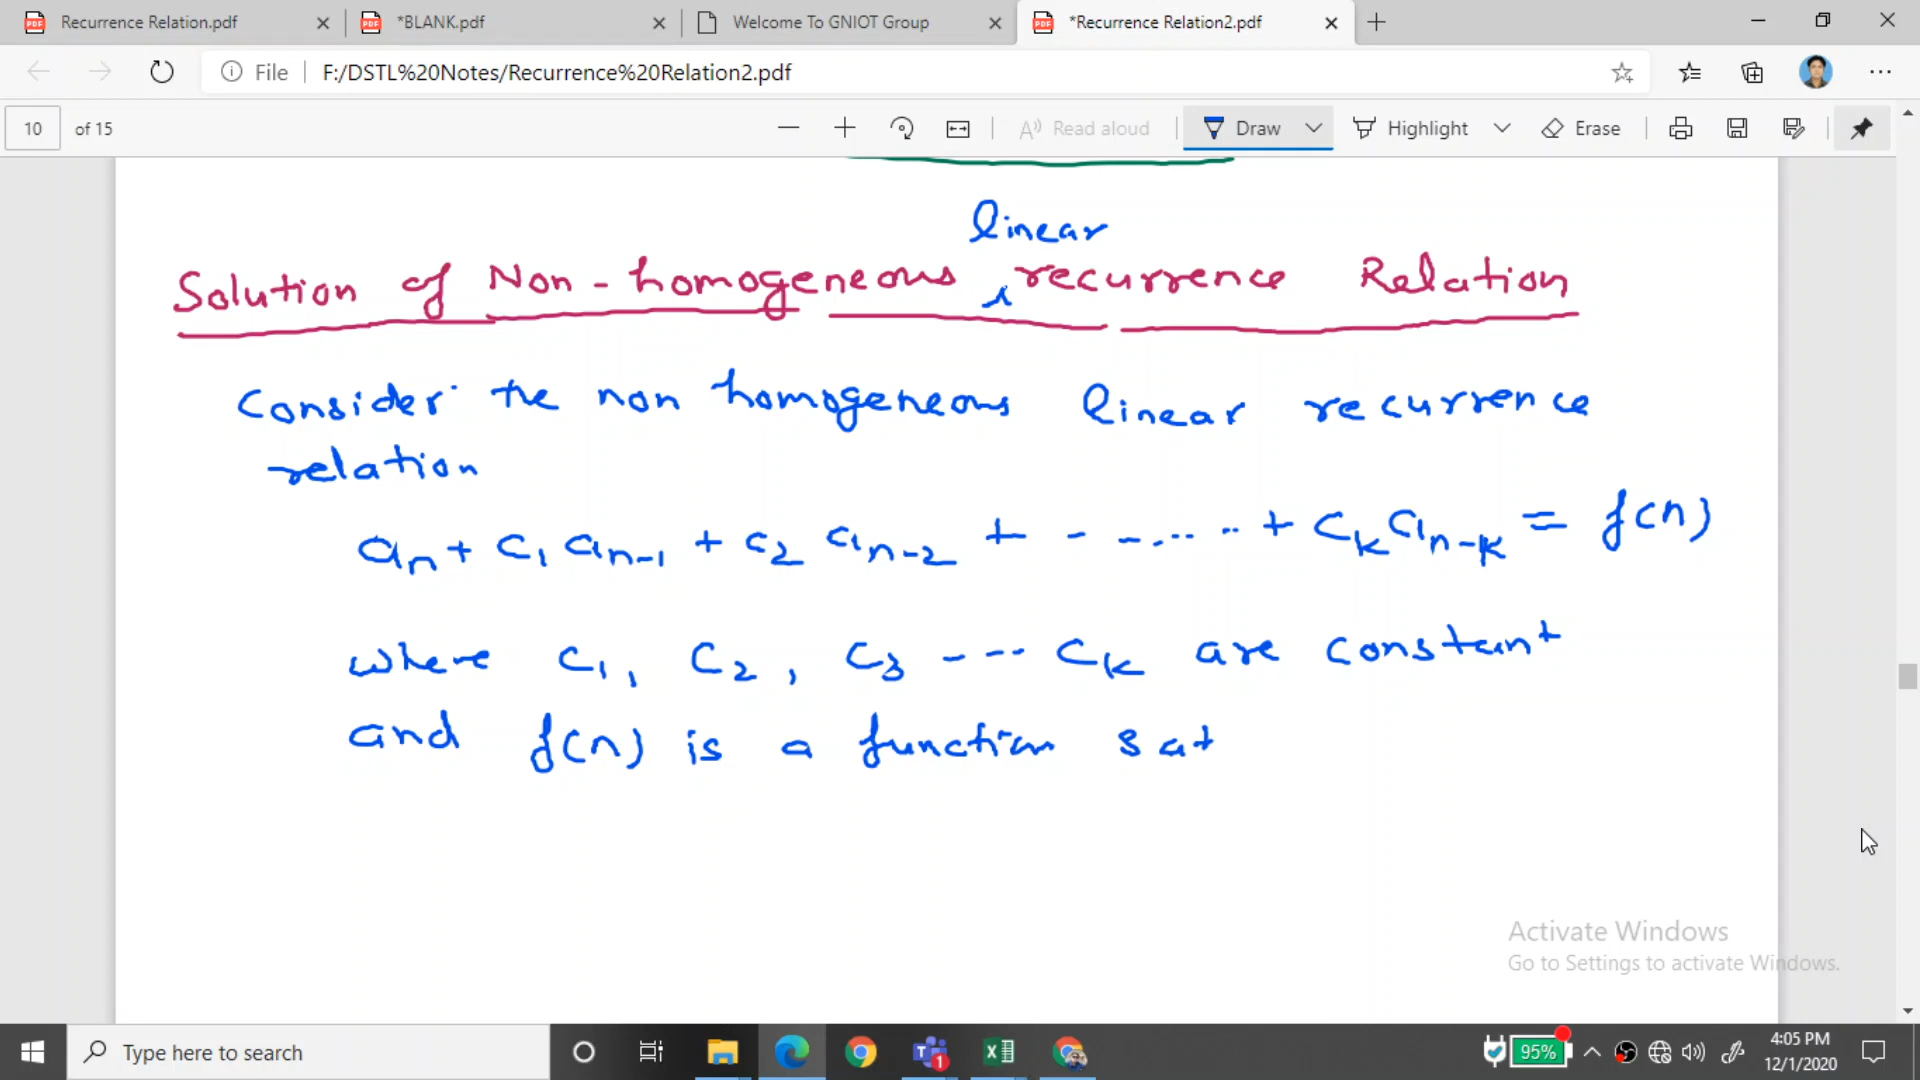 Recurrence Relation.pdf
*BLANK.pdf
Welcome To GNIOT Group
*Recurrence Relation2.pdf
File
F:/DSTL%20Notes/Recurrence%20Relation2.pdf
10 of 15
Read aloud
Draw
Highlight
Erase
linear
Solution of Non-homogeneous recurrence Relation
Consider the non homogeneous linear recurrence
relation
aₙ + c₁ aₙ₋₁ + c₂ aₙ₋₂ + - - ..... + cₖ aₙ₋ₖ = f(n)
where c₁, c₂, c₃ ---- cₖ are constant
and f(n) is a function sat
Activate Windows
Go to Settings to activate Windows.
Type here to search
1
95%
4:05 PM
12/1/2020